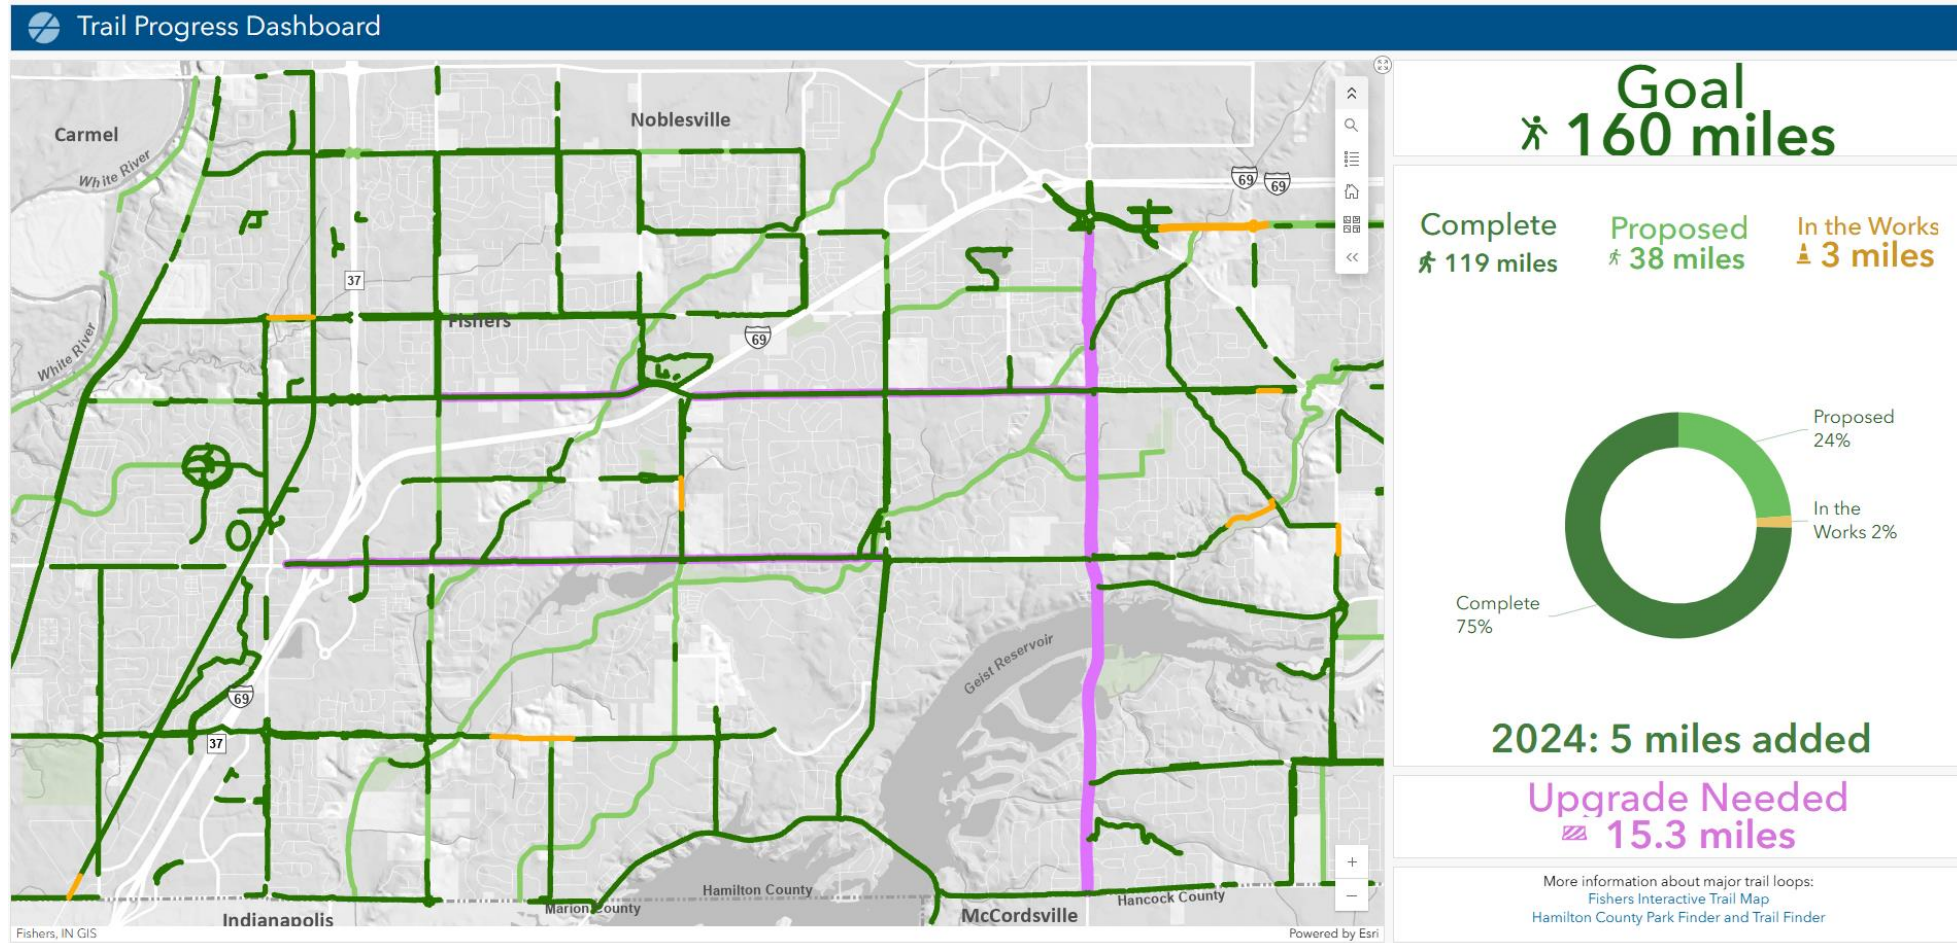 Trail Progress Dashboard
Carmel
White River
Noblesville
69
69
37
White River
Fishers
69
Geist Reservoir
69
37
Hamilton County
Marion County
Hancock County
Indianapolis
McCordsville
Fishers, IN GIS
Powered by Esri
Goal
160 miles
Complete
119 miles
Proposed
38 miles
In the Works
3 miles
Proposed
24%
In the
Works 2%
Complete
75%
2024: 5 miles added
Upgrade Needed
15.3 miles
More information about major trail loops:
Fishers Interactive Trail Map
Hamilton County Park Finder and Trail Finder